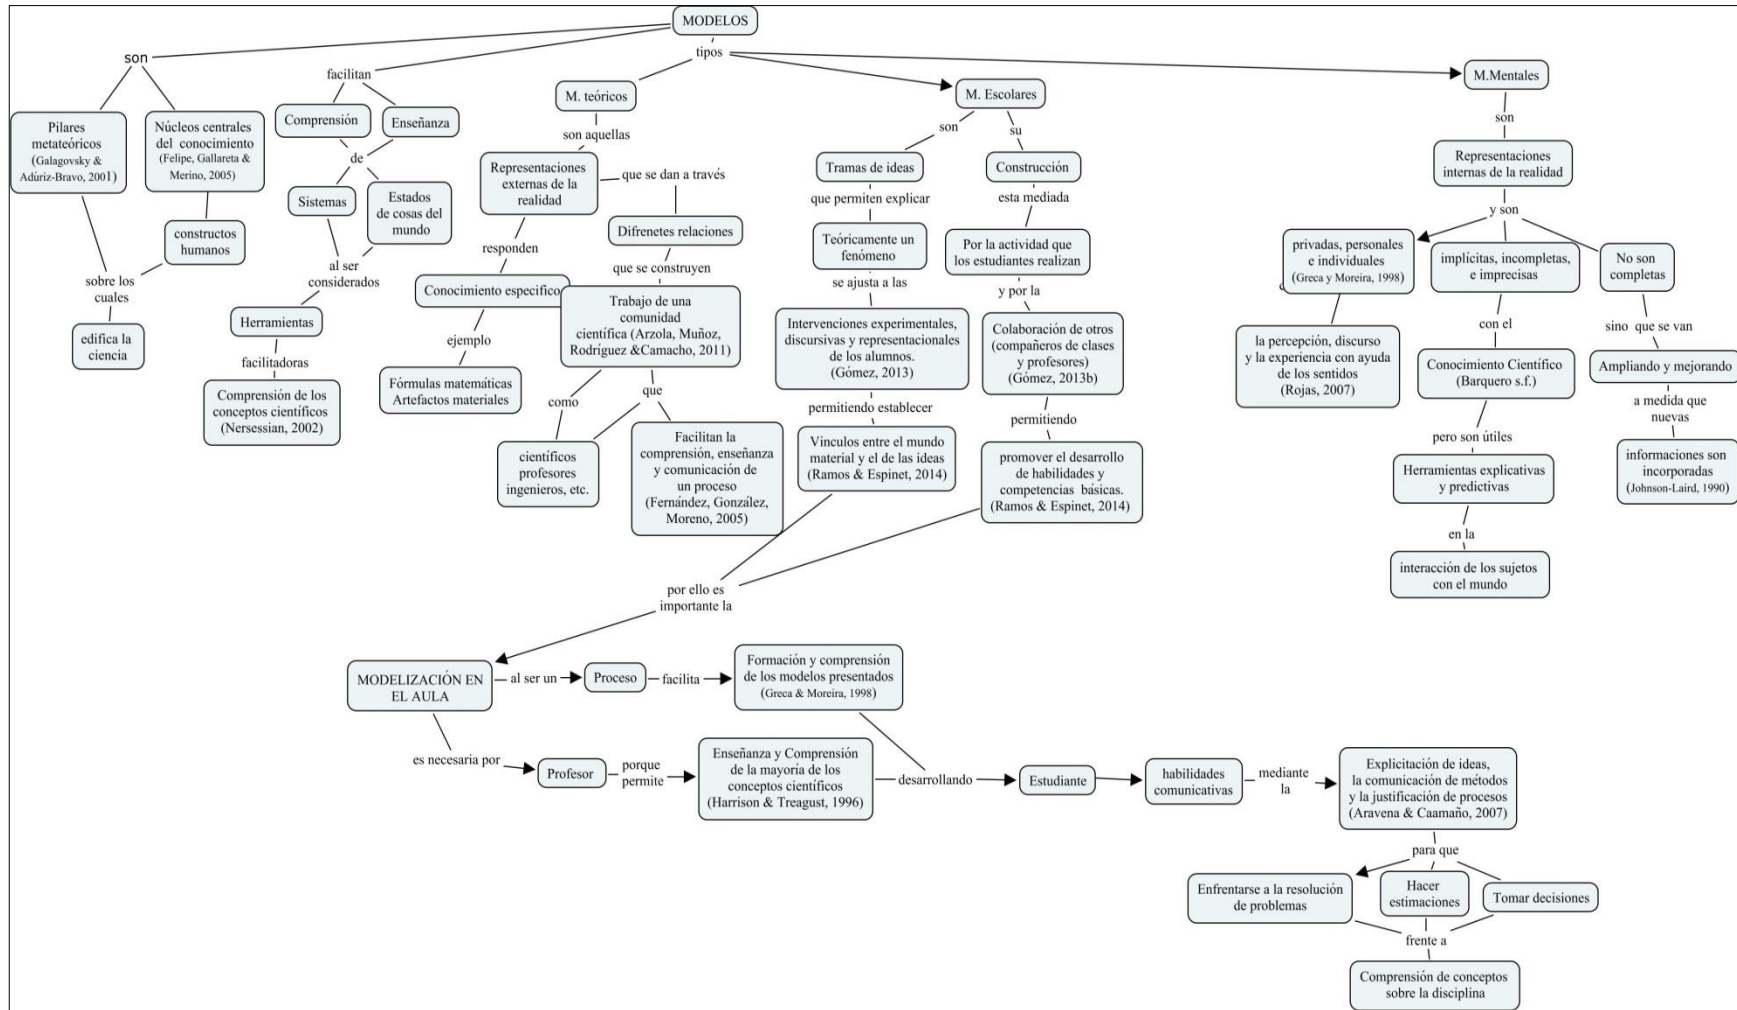 MODELOS
son
facilitan
tipos
Pilares
metateóricos
(Galagovsky &
Adúriz-Bravo, 2001)
Núcleos centrales
del conocimiento
(Felipe, Gallareta &
Merino, 2005)
constructos
humanos
sobre los
cuales
edifica la
ciencia
Comprensión
Enseñanza
de
Sistemas
Estados
de cosas del
mundo
al ser
considerados
Herramientas
facilitadoras
Comprensión de los
conceptos científicos
(Nersessian, 2002)
M. teóricos
son aquellas
Representaciones
externas de la
realidad
que se dan a través
Difrenetes relaciones
responden
Conocimiento especifico
ejemplo
Fórmulas matemáticas
Artefactos materiales
que se construyen
Trabajo de una
comunidad
científica (Arzola, Muñoz,
Rodríguez &Camacho, 2011)
como
que
científicos
profesores
ingenieros, etc.
Facilitan la
comprensión, enseñanza
y comunicación de
un proceso
(Fernández, González,
Moreno, 2005)
M. Escolares
son
su
Tramas de ideas
que permiten explicar
Teóricamente un
fenómeno
se ajusta a las
Intervenciones experimentales,
discursivas y representacionales
de los alumnos.
(Gómez, 2013)
permitiendo establecer
Vinculos entre el mundo
material y el de las ideas
(Ramos & Espinet, 2014)
Construcción
esta mediada
Por la actividad que
los estudiantes realizan
y por la
Colaboración de otros
(compañeros de clases
y profesores)
(Gómez, 2013b)
permitiendo
promover el desarrollo
de habilidades y
competencias básicas.
(Ramos & Espinet, 2014)
M.Mentales
son
Representaciones
internas de la realidad
y son
privadas, personales
e individuales
(Greca y Moreira, 1998)
la percepción, discurso
y la experiencia con ayuda
de los sentidos
(Rojas, 2007)
implícitas, incompletas,
e imprecisas
con el
Conocimiento Científico
(Barquero s.f.)
pero son útiles
Herramientas explicativas
y predictivas
en la
interacción de los sujetos
con el mundo
No son
completas
sino que se van
Ampliando y mejorando
a medida que
nuevas
informaciones son
incorporadas
(Johnson-Laird, 1990)
por ello es
importante la
MODELIZACIÓN EN
EL AULA
al ser un
Proceso
facilita
Formación y comprensión
de los modelos presentados
(Greca & Moreira, 1998)
es necesaria por
Profesor
porque
permite
Enseñanza y Comprensión
de la mayoría de los
conceptos científicos
(Harrison & Treagust, 1996)
desarrollando
Estudiante
habilidades
comunicativas
mediante
la
Explicitación de ideas,
la comunicación de métodos
y la justificación de procesos
(Aravena & Caamaño, 2007)
para que
Enfrentarse a la resolución
de problemas
Hacer
estimaciones
Tomar decisiones
frente a
Comprensión de conceptos
sobre la disciplina